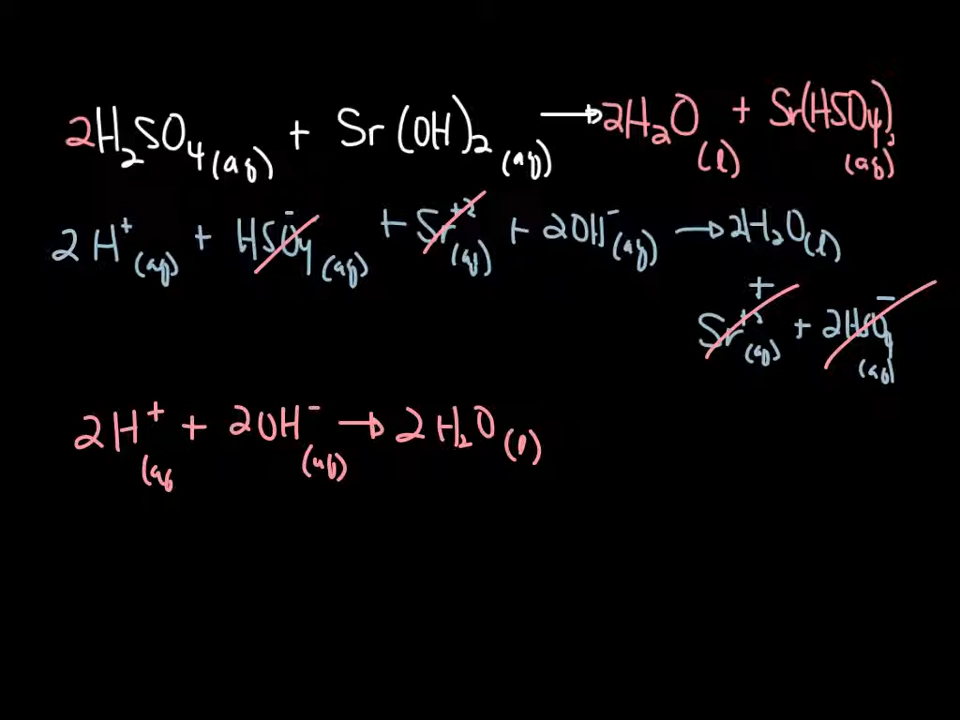 2H₂SO₄(aq) + Sr(OH)₂(aq) → 2H₂O(l) + Sr(HSO₄)₂(aq)
2H⁺(aq) + HSO₄⁻(aq) + Sr⁺²(aq) + 2OH⁻(aq) → 2H₂O(l)
+
Sr⁺²(aq) + 2HSO₄⁻(aq)
2H⁺(aq + 2OH⁻(aq) → 2H₂O(l)